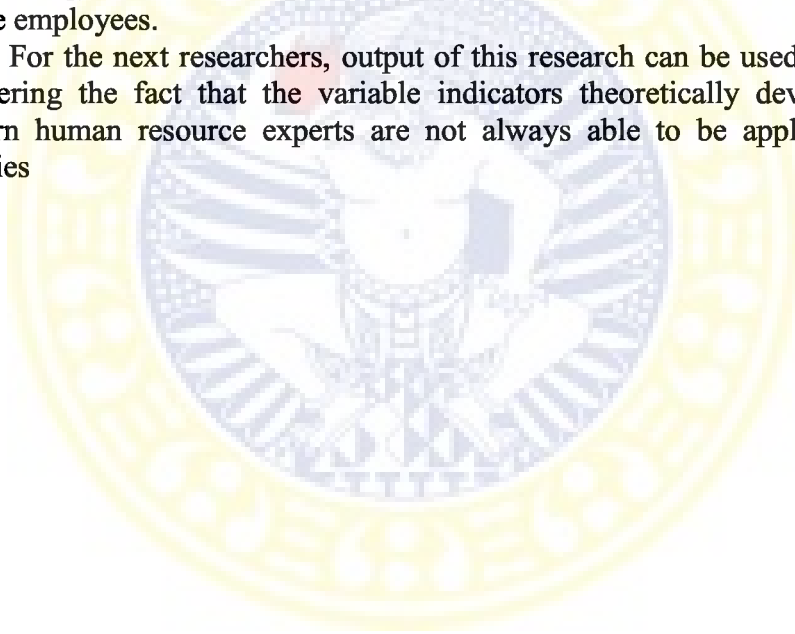 e employees.
For the next researchers, output of this research can be used
ering the fact that the variable indicators theoretically dev
rn human resource experts are not always able to be appl
ies